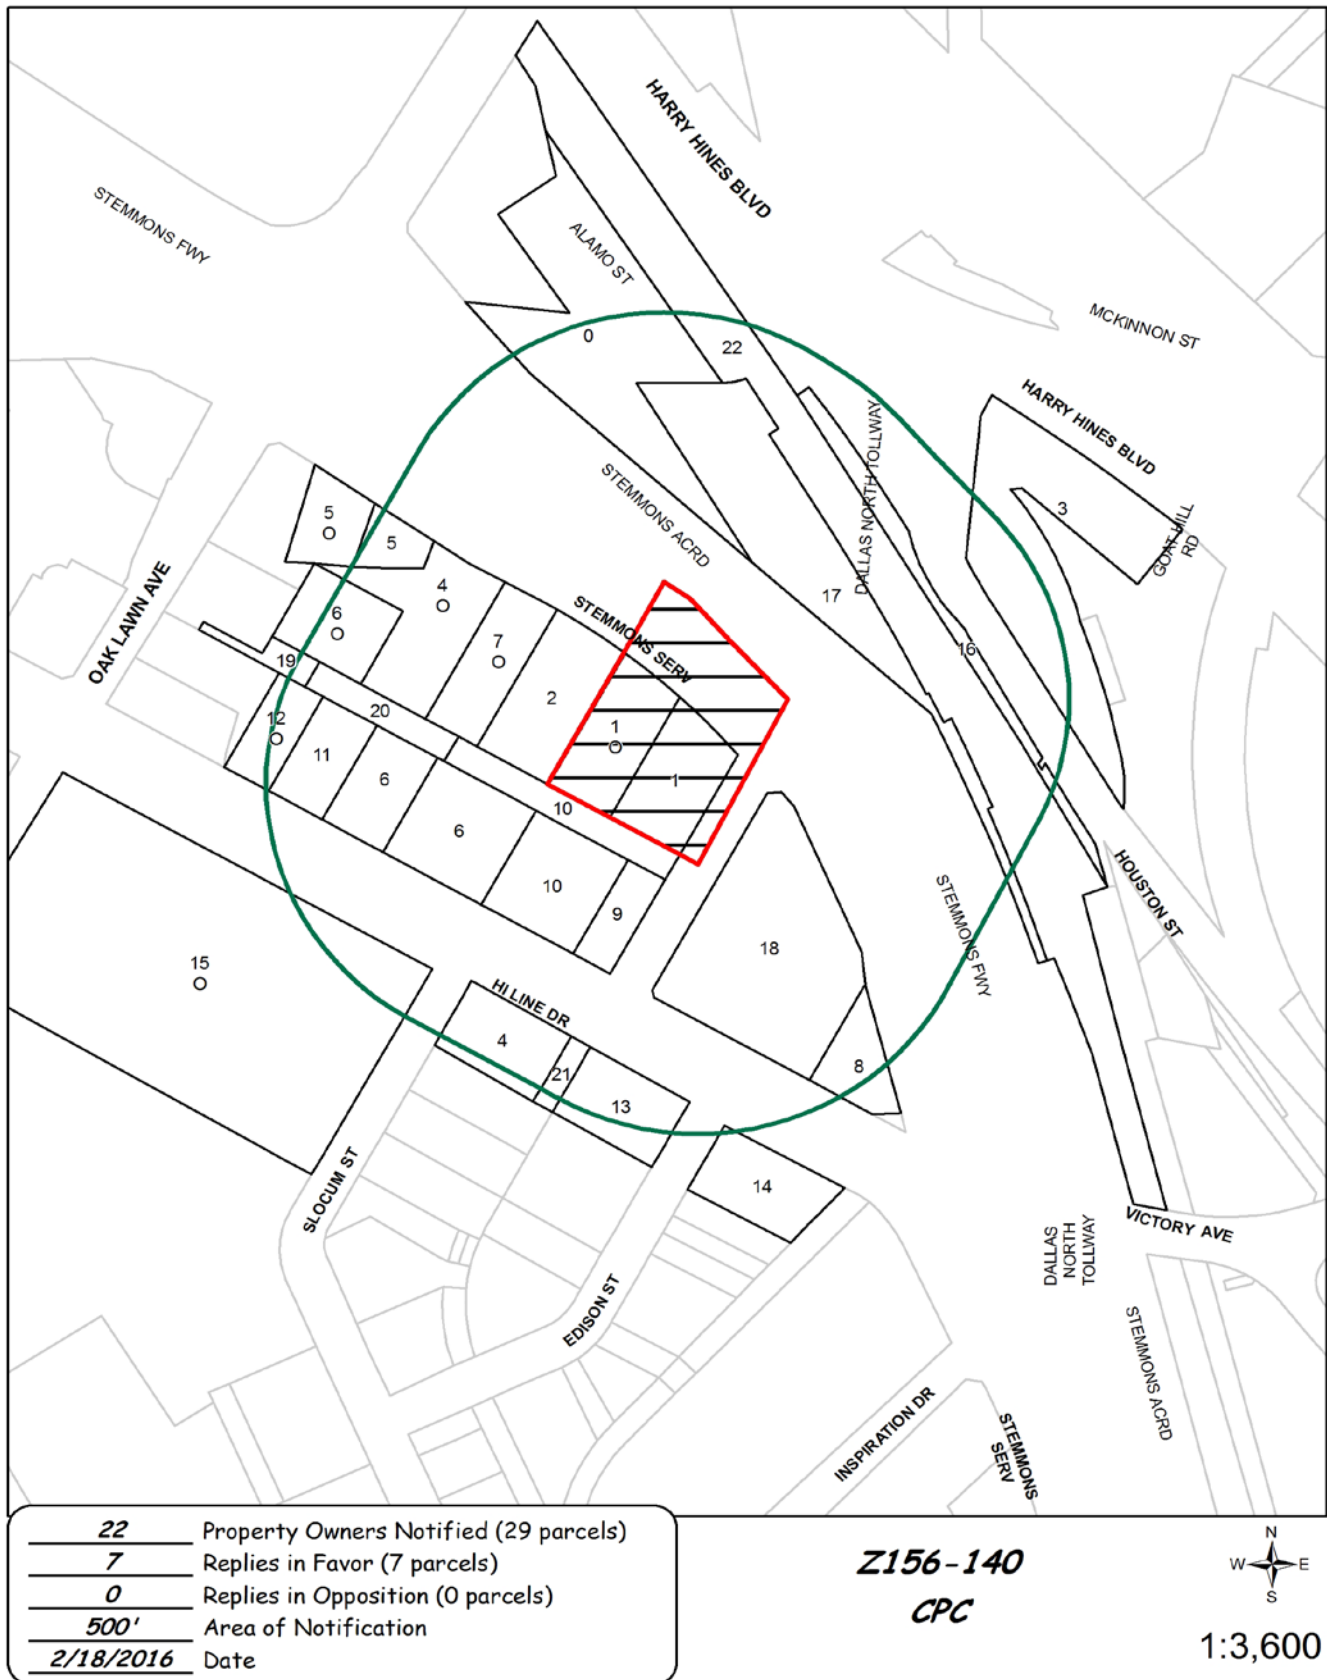 HARRY HINES BLVD
STEMMONS FWY
ALAMO ST
MCKINNON ST
0
22
HARRY HINES BLVD
DALLAS NORTH TOLLWAY
STEMMONS ACRD
3
GOAT HILL
RD
5
5
OAK LAWN AVE
4
6
7
STEMMONS SERV
17
16
19
2
20
12
1
11
6
1
10
6
10
9
HOUSTON ST
STEMMONS FWY
18
15
HI LINE DR
4
21
13
8
SLOCUM ST
14
VICTORY AVE
DALLAS
NORTH
TOLLWAY
EDISON ST
STEMMONS ACRD
INSPIRATION DR
STEMMONS
SERV
22 Property Owners Notified (29 parcels)
7 Replies in Favor (7 parcels)
0 Replies in Opposition (0 parcels)
500' Area of Notification
2/18/2016 Date
Z156-140
CPC
N
W E
S
1:3,600